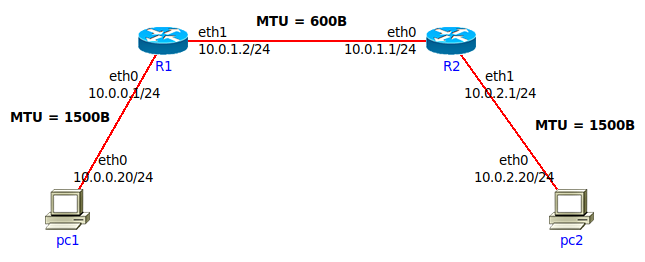 MTU = 600B
eth1
10.0.1.2/24
eth0
10.0.1.1/24
R1
R2
eth0
10.0.0.1/24
eth1
10.0.2.1/24
MTU = 1500B
MTU = 1500B
eth0
10.0.0.20/24
eth0
10.0.2.20/24
pc1
pc2